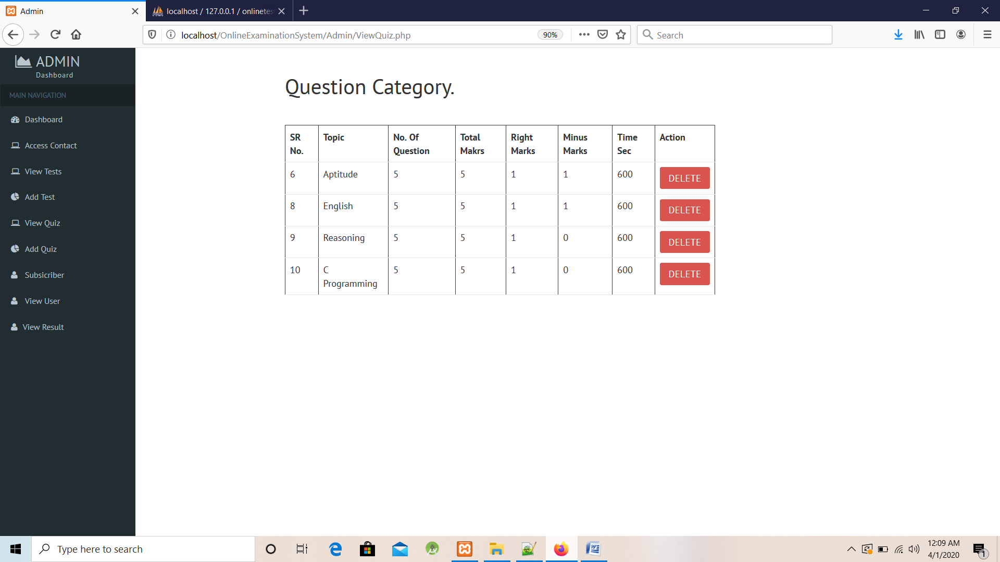 Admin
localhost / 127.0.0.1 / onlinetes
localhost/OnlineExaminationSystem/Admin/ViewQuiz.php
90%
Search
ADMIN
Dashboard
MAIN NAVIGATION
Dashboard
Access Contact
View Tests
Add Test
View Quiz
Add Quiz
Subsicriber
View User
View Result
Question Category.
SR No. Topic No. Of Question Total Makrs Right Marks Minus Marks Time Sec Action
6 Aptitude 5 5 1 1 600 DELETE
8 English 5 5 1 1 600 DELETE
9 Reasoning 5 5 1 0 600 DELETE
10 C Programming 5 5 1 0 600 DELETE
Type here to search
12:09 AM
4/1/2020
1